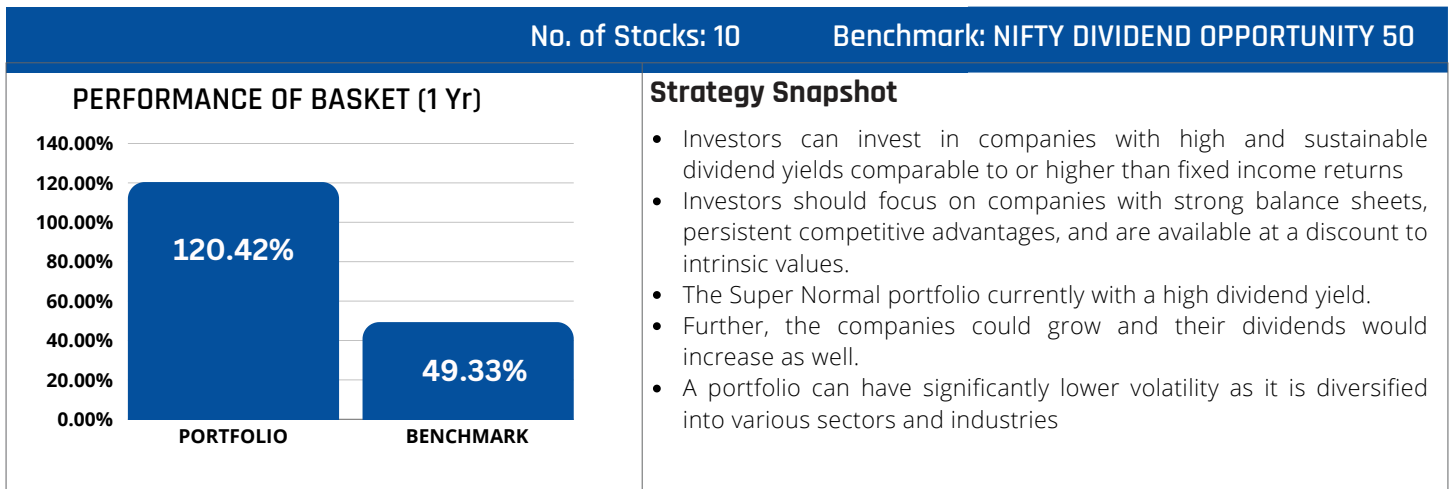 No. of Stocks: 10 Benchmark: NIFTY DIVIDEND OPPORTUNITY 50
PERFORMANCE OF BASKET (1 Yr)
140.00%
120.00%
100.00%
80.00%
60.00%
40.00%
20.00%
0.00%
120.42%
49.33%
PORTFOLIO BENCHMARK
Strategy Snapshot
• Investors can invest in companies with high and sustainable
dividend yields comparable to or higher than fixed income returns
• Investors should focus on companies with strong balance sheets,
persistent competitive advantages, and are available at a discount to
intrinsic values.
• The Super Normal portfolio currently with a high dividend yield.
• Further, the companies could grow and their dividends would
increase as well.
• A portfolio can have significantly lower volatility as it is diversified
into various sectors and industries